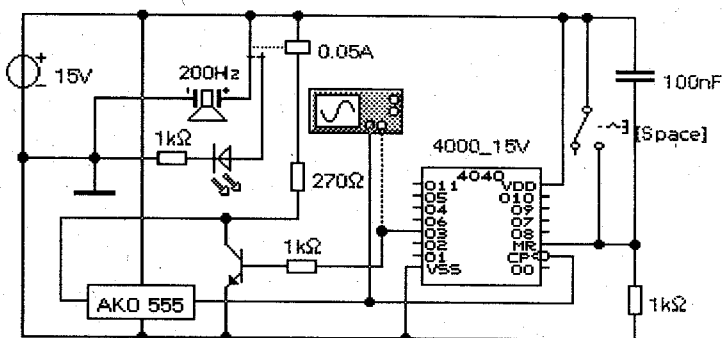 15V
200Hz
0.05A
1kΩ
270Ω
1kΩ
AKO 555
4000_15V
4040
O11
O5
O4
O6
O3
O2
O1
VSS
VDD
O10
O9
O7
O8
MR
CP
O0
[Space]
100nF
1kΩ